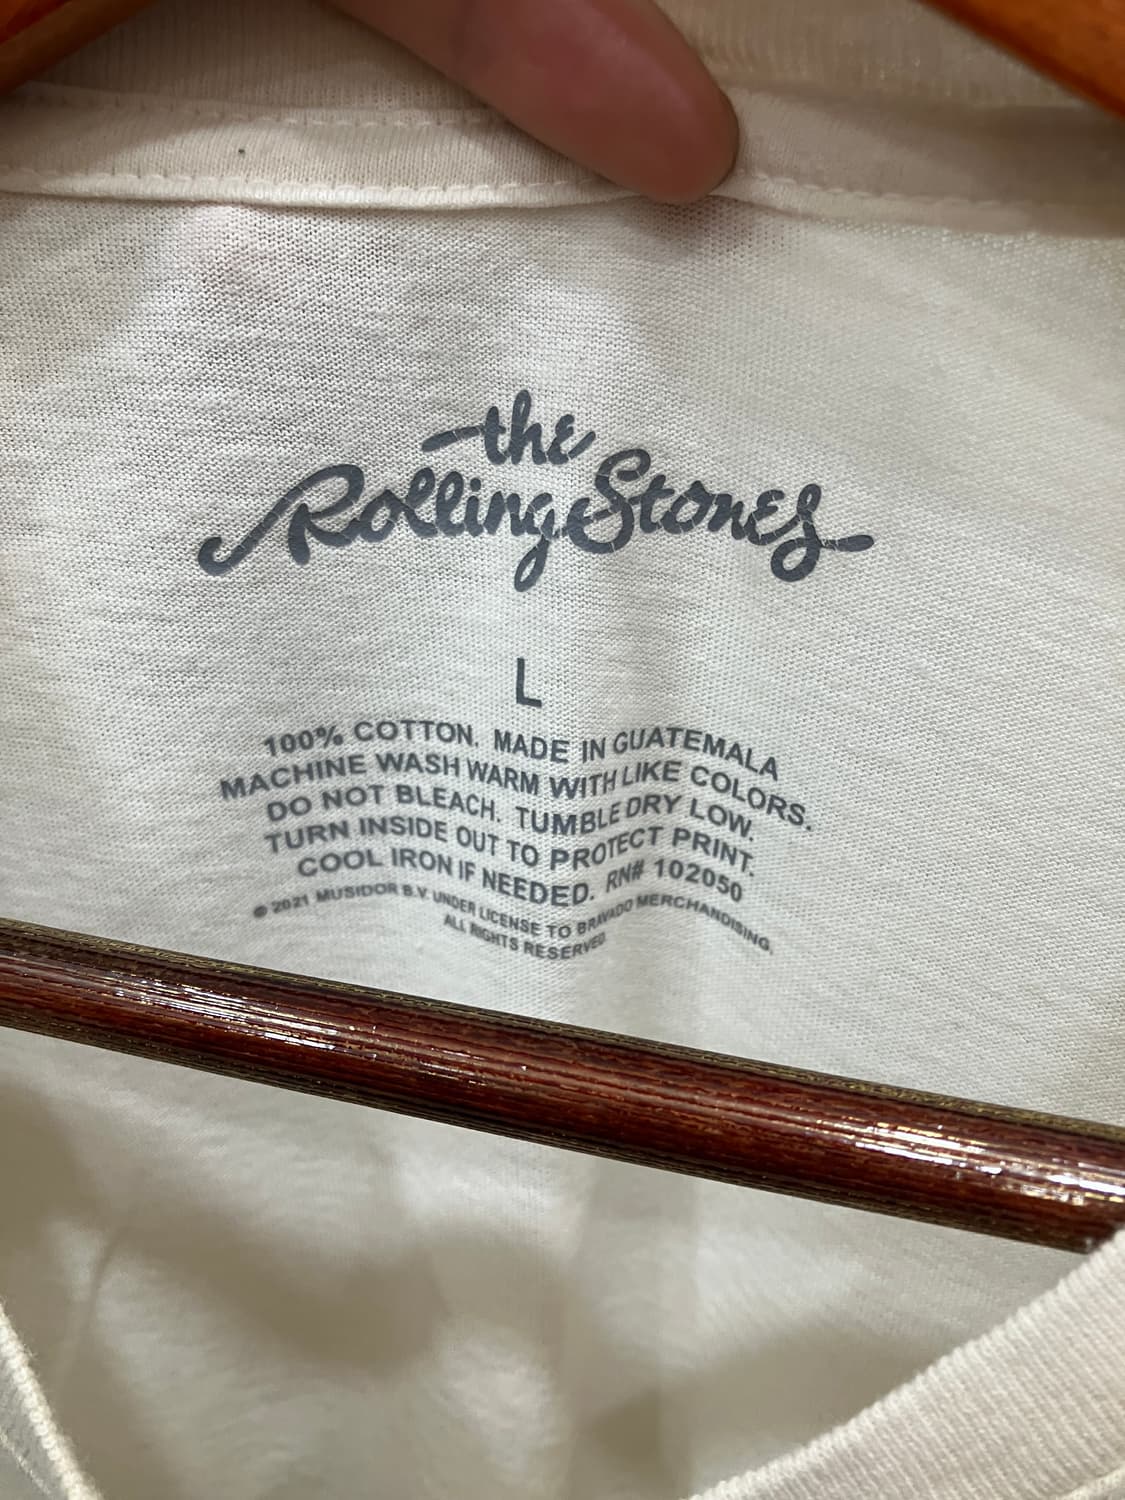 the
Rolling Stones
L
100% COTTON. MADE IN GUATEMALA
MACHINE WASH WARM WITH LIKE COLORS.
DO NOT BLEACH. TUMBLE DRY LOW.
TURN INSIDE OUT TO PROTECT PRINT.
COOL IRON IF NEEDED. RN# 102050
© 2021 MUSIDOR B.V. UNDER LICENSE TO BRAVADO MERCHANDISING.
ALL RIGHTS RESERVED.